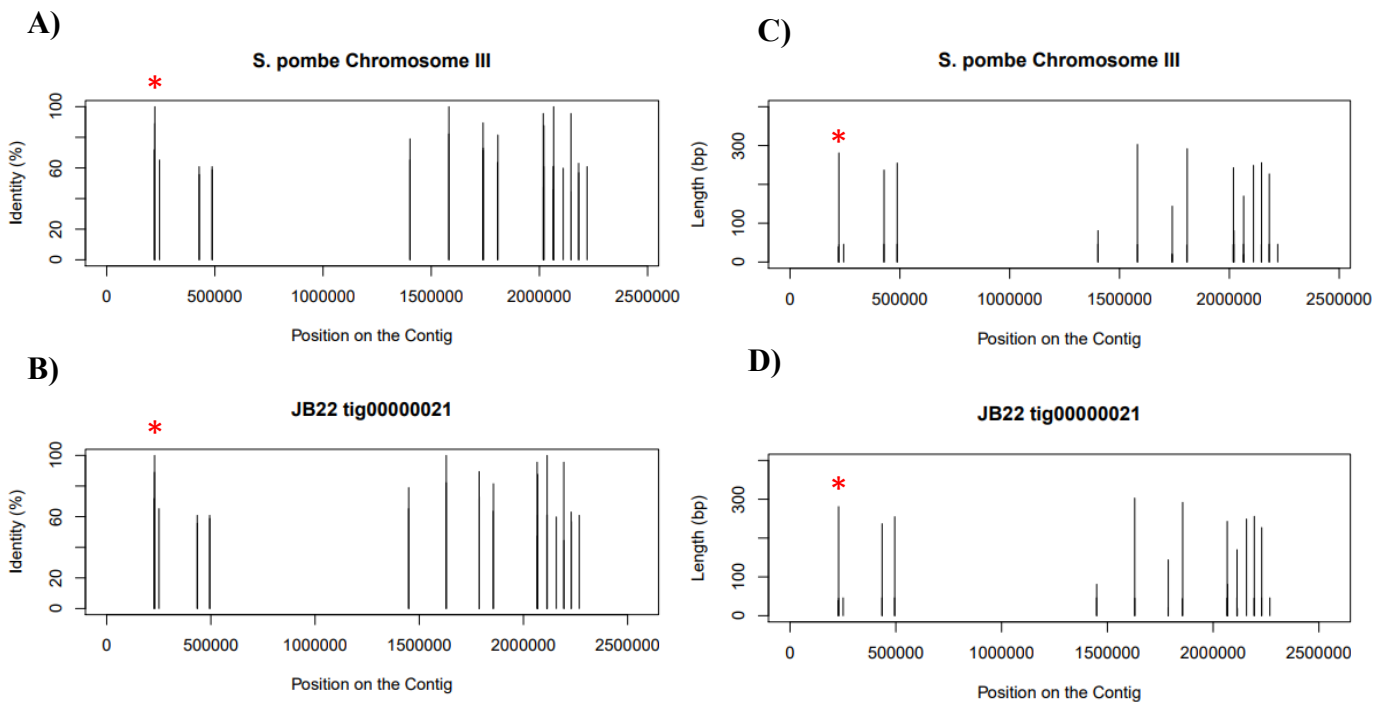 A)
S. pombe Chromosome III
*
Identity (%)
0
20
60
100
0 500000 1000000 1500000 2000000 2500000
Position on the Contig
C)
S. pombe Chromosome III
*
Length (bp)
0
100
300
0 500000 1000000 1500000 2000000 2500000
Position on the Contig
B)
JB22 tig00000021
*
Identity (%)
0
20
60
100
0 500000 1000000 1500000 2000000 2500000
Position on the Contig
D)
JB22 tig00000021
*
Length (bp)
0
100
300
0 500000 1000000 1500000 2000000 2500000
Position on the Contig